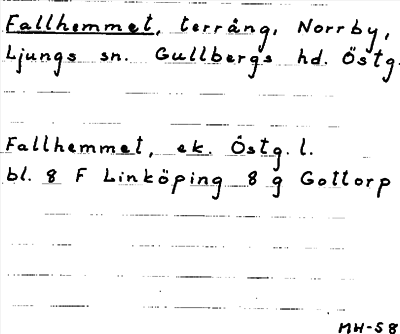 Fallhemmet, terräng, Norrby,
Ljungs sn. Gullbergs hd. Östg.
Fallhemmet, ek. Östg. l.
bl. 8 F Linköping 8 g Gottorp
MH-58